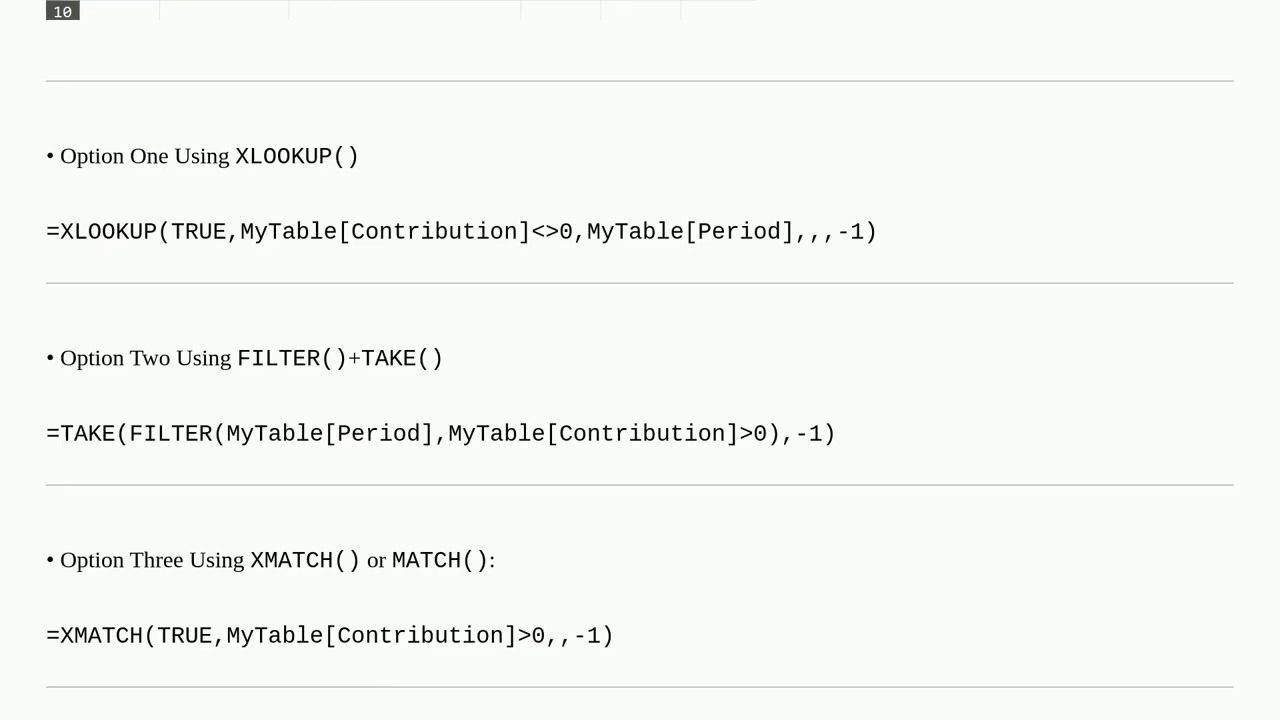 10
• Option One Using XLOOKUP()
=XLOOKUP(TRUE,MyTable[Contribution]<>0,MyTable[Period],,,-1)
• Option Two Using FILTER()+TAKE()
=TAKE(FILTER(MyTable[Period],MyTable[Contribution]>0),-1)
• Option Three Using XMATCH() or MATCH():
=XMATCH(TRUE,MyTable[Contribution]>0,,-1)